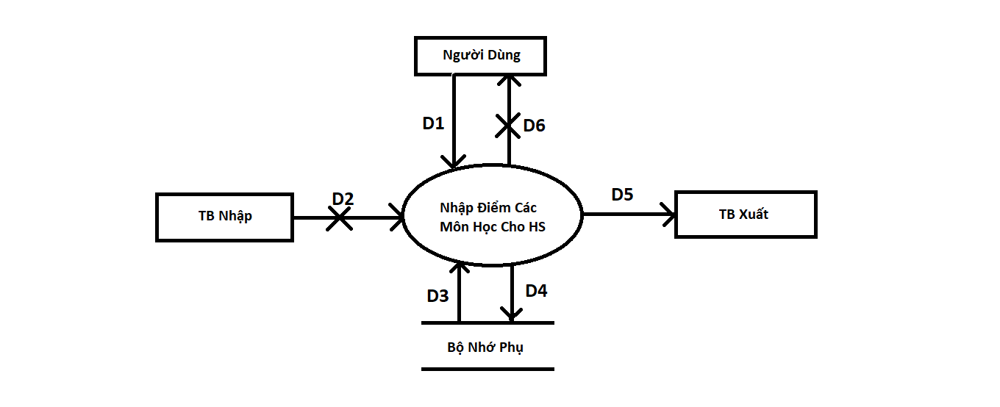 Người Dùng
D1
D6
D2
D5
TB Nhập
Nhập Điểm Các
Môn Học Cho HS
TB Xuất
D3
D4
Bộ Nhớ Phụ